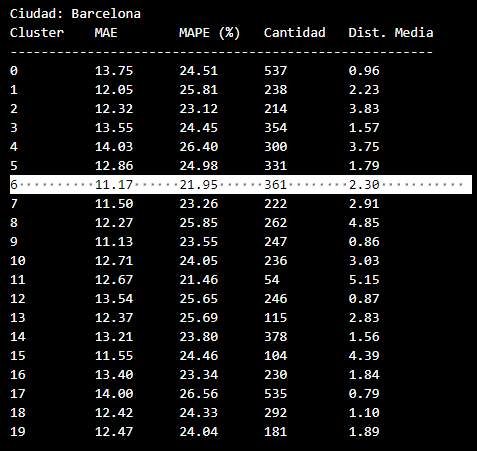 Ciudad: Barcelona
Cluster MAE MAPE (%) Cantidad Dist. Media
----------------------------------------------------
0 13.75 24.51 537 0.96
1 12.05 25.81 238 2.23
2 12.32 23.12 214 3.83
3 13.55 24.45 354 1.57
4 14.03 26.40 300 3.75
5 12.86 24.98 331 1.79
6 11.17 21.95 361 2.30
7 11.50 23.26 222 2.91
8 12.27 25.85 262 4.85
9 11.13 23.55 247 0.86
10 12.71 24.05 236 3.03
11 12.67 21.46 54 5.15
12 13.54 25.65 246 0.87
13 12.37 25.69 115 2.83
14 13.21 23.80 378 1.56
15 11.55 24.46 104 4.39
16 13.40 23.34 230 1.84
17 14.00 26.56 535 0.79
18 12.42 24.33 292 1.10
19 12.47 24.04 181 1.89